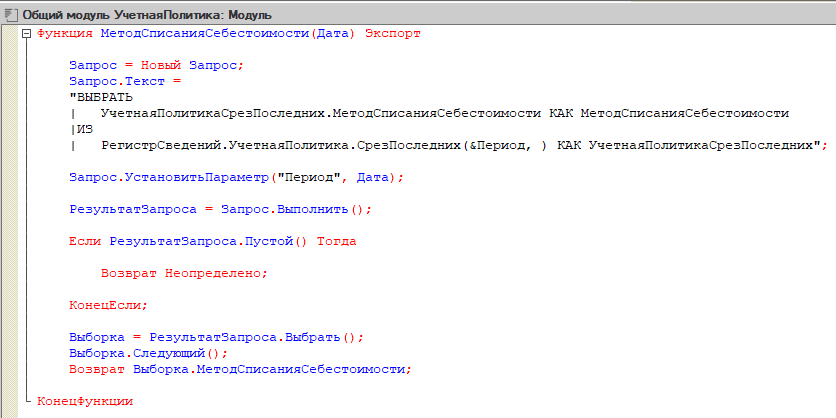 Общий модуль УчетнаяПолитика: Модуль
Функция МетодСписанияСебестоимости(Дата) Экспорт
Запрос = Новый Запрос;
Запрос.Текст =
"ВЫБРАТЬ
|   УчетнаяПолитикаСрезПоследних.МетодСписанияСебестоимости КАК МетодСписанияСебестоимости
|ИЗ
|   РегистрСведений.УчетнаяПолитика.СрезПоследних(&Период, ) КАК УчетнаяПолитикаСрезПоследних";
Запрос.УстановитьПараметр("Период", Дата);
РезультатЗапроса = Запрос.Выполнить();
Если РезультатЗапроса.Пустой() Тогда
Возврат Неопределено;
КонецЕсли;
Выборка = РезультатЗапроса.Выбрать();
Выборка.Следующий();
Возврат Выборка.МетодСписанияСебестоимости;
КонецФункции